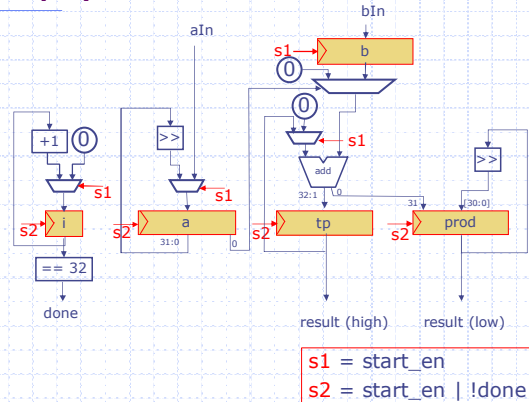 bIn
aIn
s1
b
0
0
+1
0
>>
s1
>>
add
s1
s1
32:1
0
31
[30:0]
s2
i
s2
a
s2
tp
s2
prod
31:0
0
== 32
done
result (high)
result (low)
s1 = start_en
s2 = start_en | !done